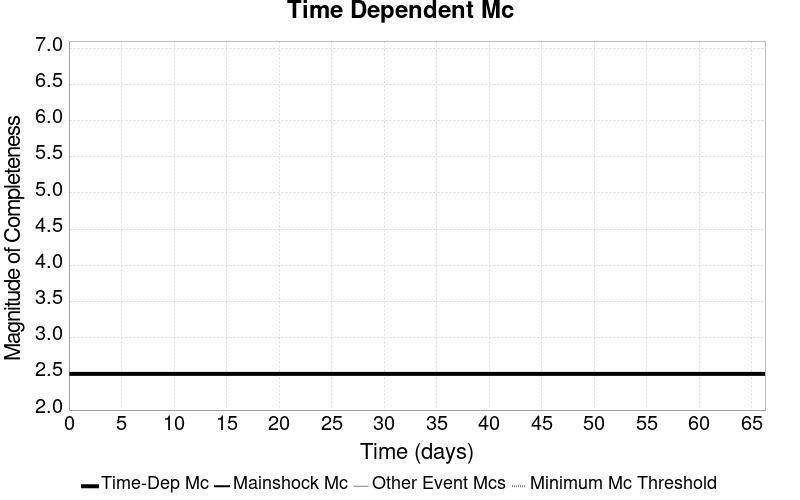 Time Dependent Mc
Magnitude of Completeness
7.0
6.5
6.0
5.5
5.0
4.5
4.0
3.5
3.0
2.5
2.0
0 5 10 15 20 25 30 35 40 45 50 55 60 65
Time (days)
Time-Dep Mc Mainshock Mc Other Event Mcs Minimum Mc Threshold